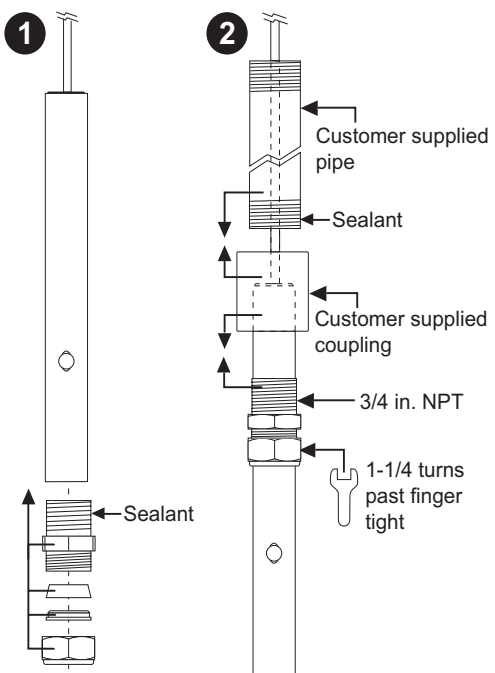 1
Sealant
2
Customer supplied
pipe
Sealant
Customer supplied
coupling
3/4 in. NPT
1-1/4 turns
past finger
tight